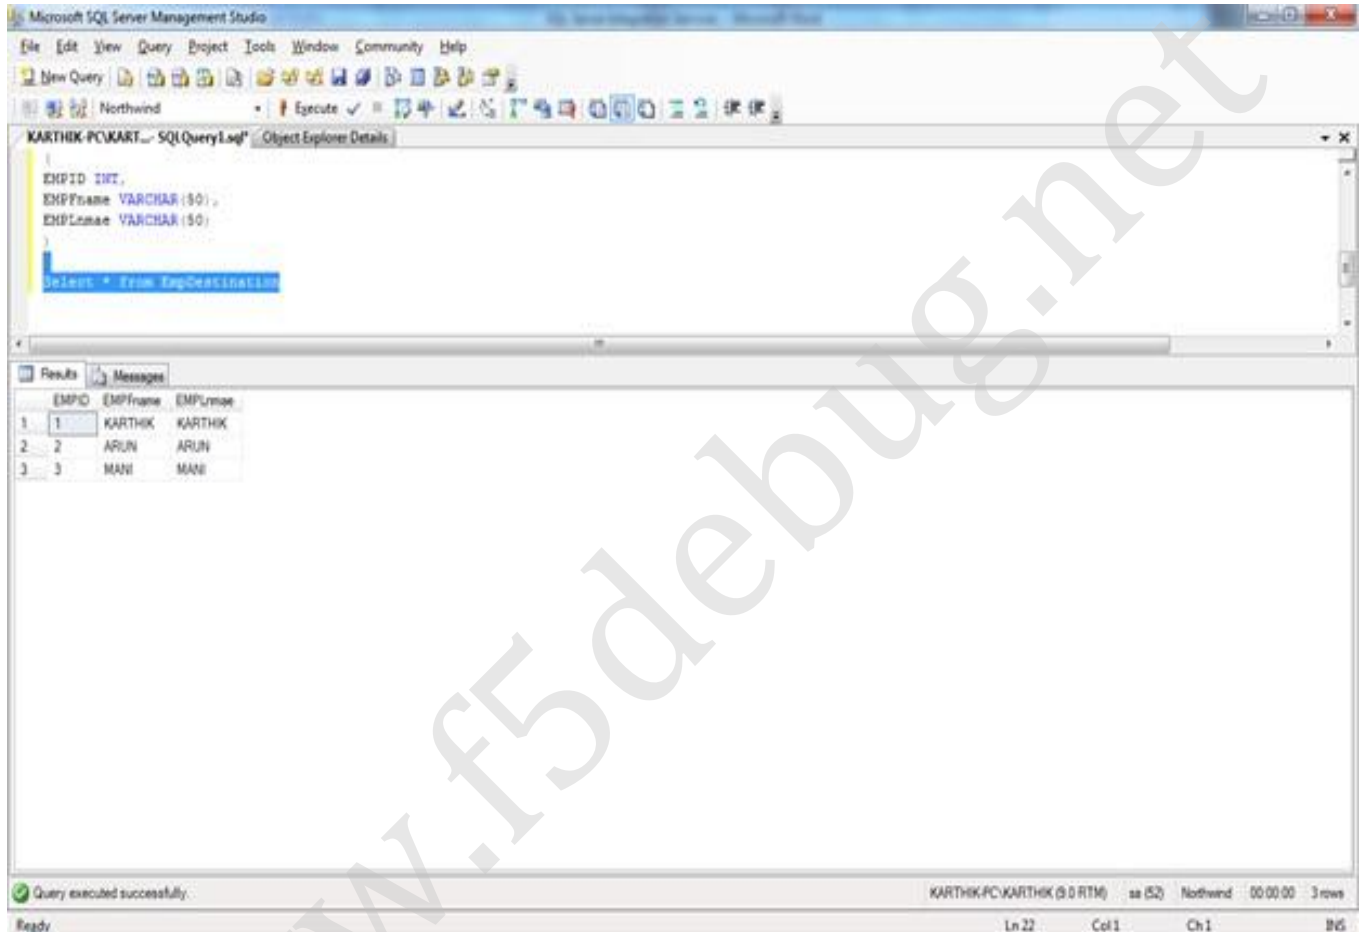 Microsoft SQL Server Management Studio
File Edit View Query Project Tools Window Community Help
New Query
Northwind Execute
KARTHIK-PC\KART...- SQLQuery1.sql* Object Explorer Details
(
EMPID INT,
EMPFname VARCHAR(50),
EMPLnmae VARCHAR(50)
)
Select * from EmpDestination
Results Messages
EMPID EMPFname EMPLnmae
1 1 KARTHIK KARTHIK
2 2 ARUN ARUN
3 3 MANI MANI
w.f5debug.net
Query executed successfully. KARTHIK-PC\KARTHIK (9.0 RTM) sa (52) Northwind 00:00:00 3 rows
Ready Ln 22 Col 1 Ch 1 INS